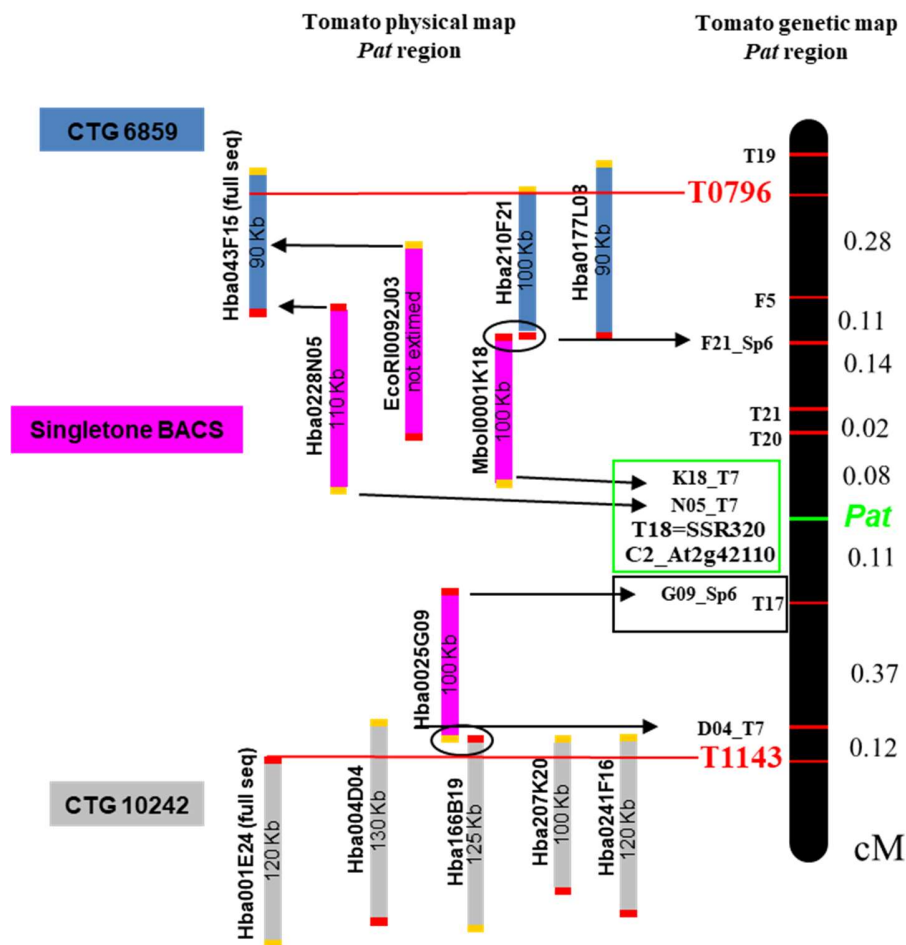 Tomato physical map
Pat region
Tomato genetic map
Pat region
CTG 6859
Hba043F15 (full seq)
90 Kb
Hba0228N05
110 Kb
EcoRI0092J03
not extimed
Hba210F21
100 Kb
Hba0177L03
90 Kb
Mbol0001K18
100 Kb
T19
T0796
0.28
F5
0.11
F21_Sp6
0.14
Singletone BACS
T21
0.02
T20
0.08
K18_T7
N05_T7
Pat
T18=SSR320
C2_At2g42110
0.11
G09_Sp6
T17
Hba0025G09
100 Kb
0.37
D04_T7
0.12
T1143
CTG 10242
Hba001E24 (full seq)
120 Kb
Hba004D04
130 Kb
Hba166B19
125 Kb
Hba207K20
100 Kb
Hba0241F16
120 Kb
cM